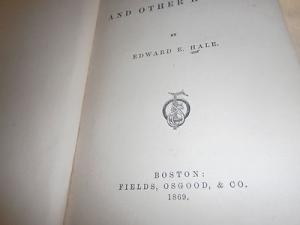 AND OTHER
BY
EDWARD E. HALE.
BOSTON:
FIELDS, OSGOOD, & CO.
1869.